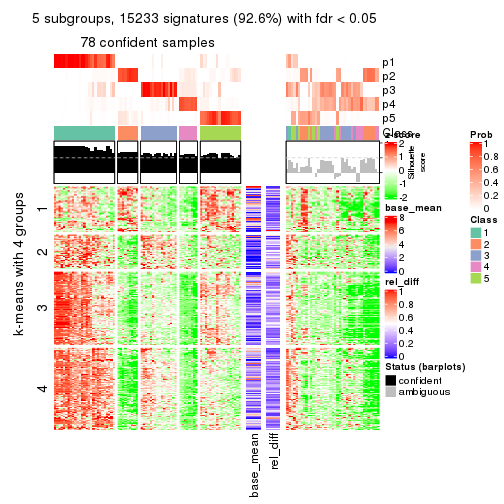 5 subgroups, 15233 signatures (92.6%) with fdr < 0.05
78 confident samples
p1
p2
p3
p4
p5
Class
z-score
2
1
0
-1
-2
Silhouette
score
base_mean
8
6
4
2
0
rel_diff
1
0.8
0.6
0.4
0.2
0
Status (barplots)
confident
ambiguous
Prob
1
0.8
0.6
0.4
0.2
0
Class
1
2
3
4
5
k-means with 4 groups
1
2
3
4
base_mean
rel_diff